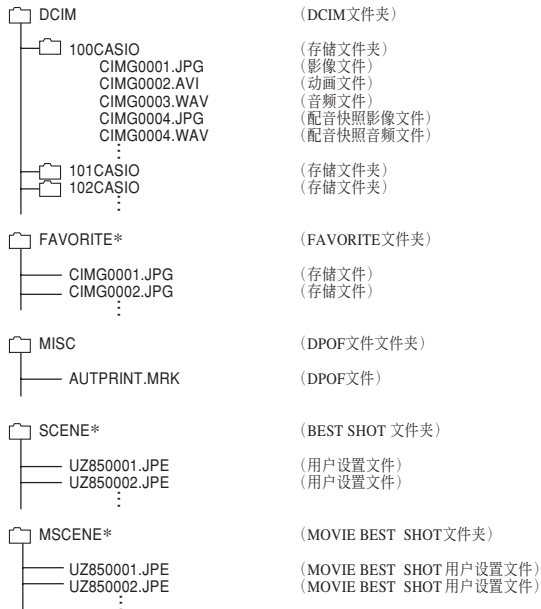 DCIM （DCIM文件夹）
100CASIO （存储文件夹）
CIMG0001.JPG （影像文件）
CIMG0002.AVI （动画文件）
CIMG0003.WAV （音频文件）
CIMG0004.JPG （配音快照影像文件）
CIMG0004.WAV （配音快照音频文件）
101CASIO （存储文件夹）
102CASIO （存储文件夹）
FAVORITE* （FAVORITE文件夹）
CIMG0001.JPG （存储文件）
CIMG0002.JPG （存储文件）
MISC （DPOF文件文件夹）
AUTPRINT.MRK （DPOF文件）
SCENE* （BEST SHOT 文件夹）
UZ850001.JPE （用户设置文件）
UZ850002.JPE （用户设置文件）
MSCENE* （MOVIE BEST SHOT文件夹）
UZ850001.JPE （MOVIE BEST SHOT 用户设置文件）
UZ850002.JPE （MOVIE BEST SHOT 用户设置文件）